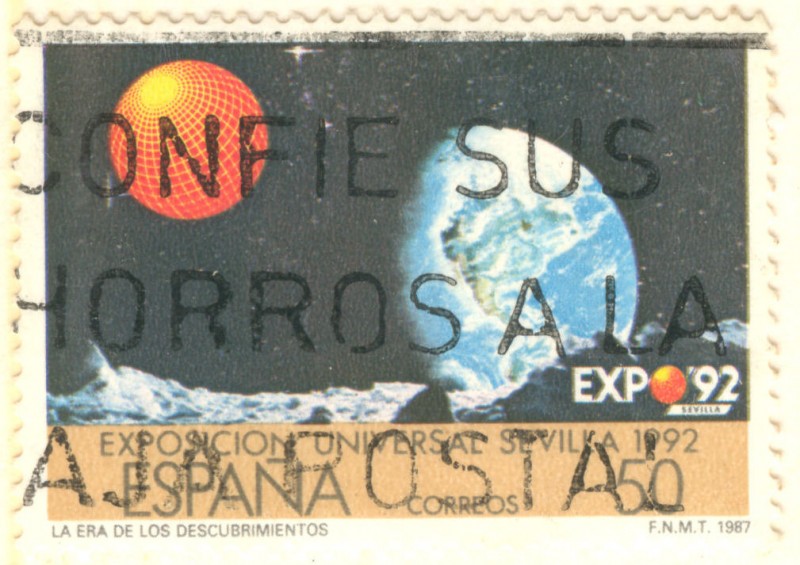 CONFIE SUS
HORROS A LA
AJA POSTAL
EXPO'92
SEVILLA
EXPOSICION UNIVERSAL SEVILLA 1992
ESPAÑA CORREOS 50
LA ERA DE LOS DESCUBRIMIENTOS F.N.M.T. 1987